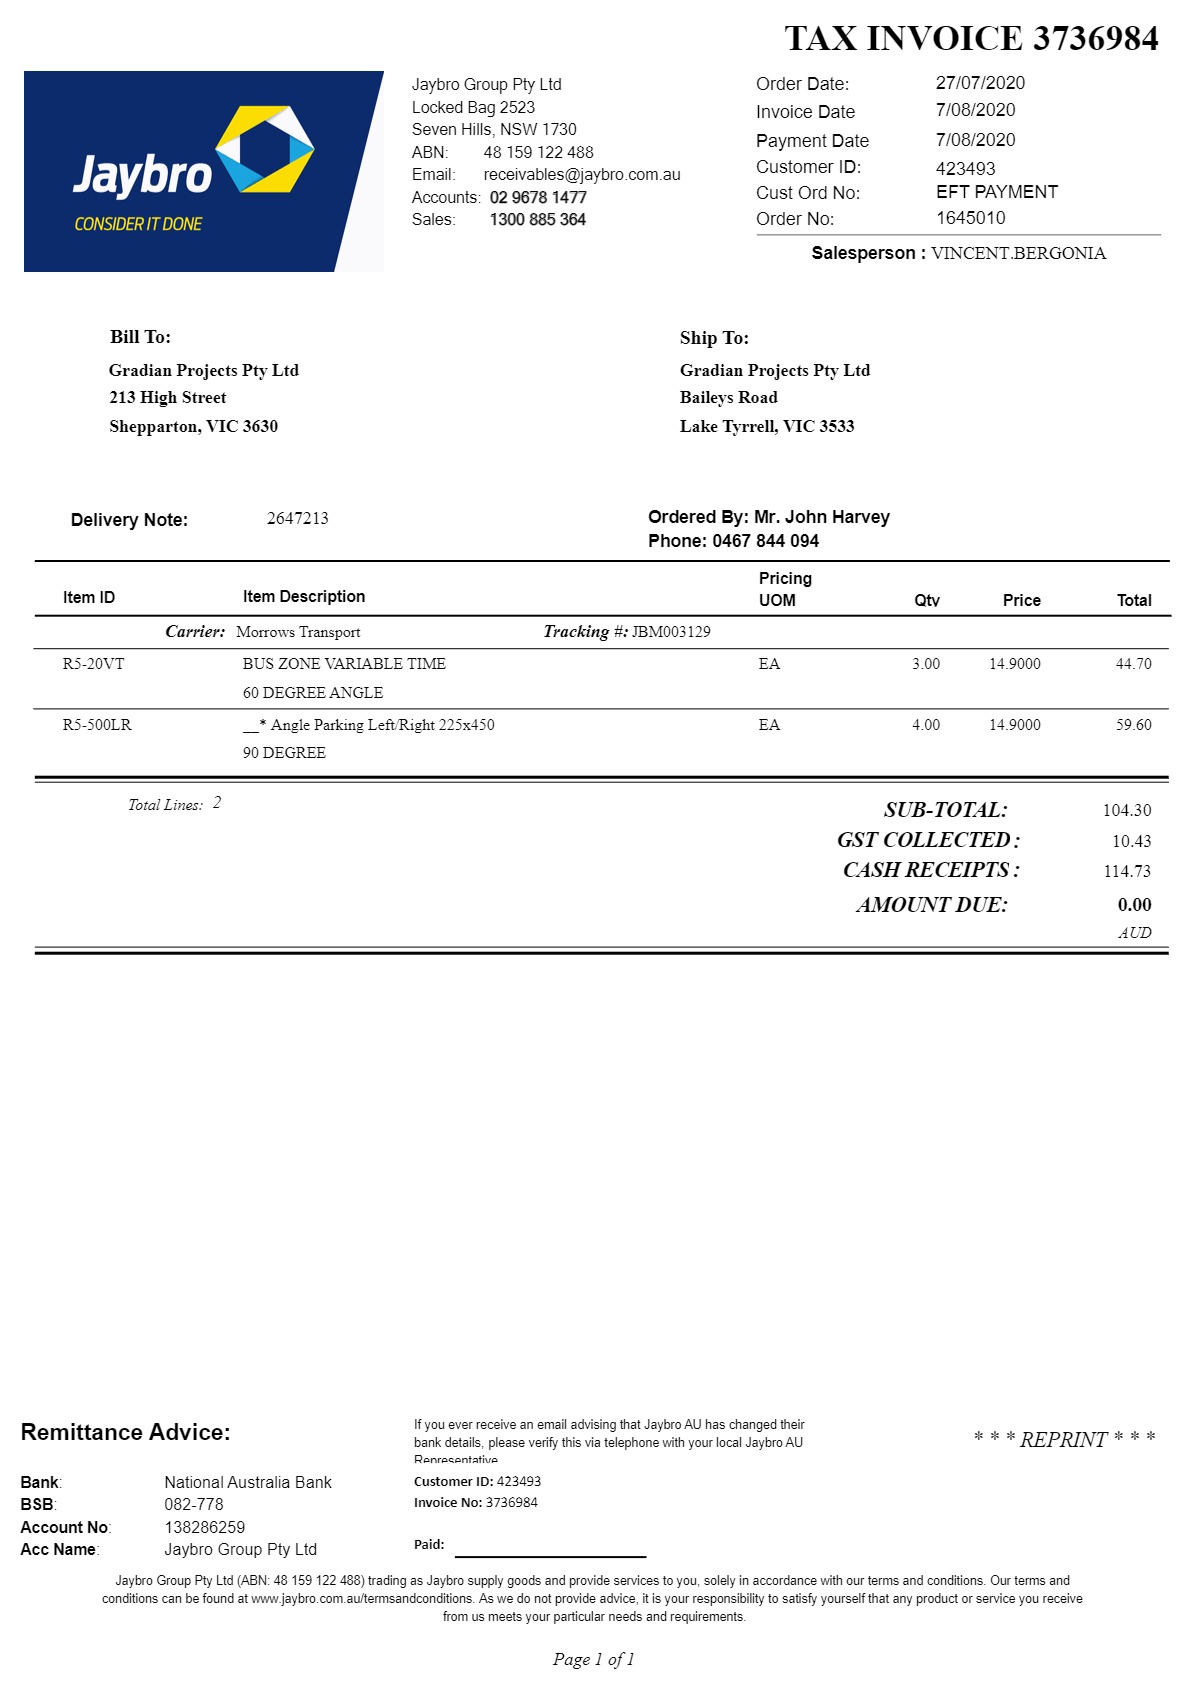 TAX INVOICE 3736984
Jaybro
CONSIDER IT DONE
Jaybro Group Pty Ltd
Locked Bag 2523
Seven Hills, NSW 1730
ABN: 48 159 122 488
Email: receivables@jaybro.com.au
Accounts: 02 9678 1477
Sales: 1300 885 364
Order Date: 27/07/2020
Invoice Date 7/08/2020
Payment Date 7/08/2020
Customer ID: 423493
Cust Ord No: EFT PAYMENT
Order No: 1645010
Salesperson : VINCENT.BERGONIA
Bill To:
Gradian Projects Pty Ltd
213 High Street
Shepparton, VIC 3630
Ship To:
Gradian Projects Pty Ltd
Baileys Road
Lake Tyrrell, VIC 3533
Delivery Note: 2647213
Ordered By: Mr. John Harvey
Phone: 0467 844 094
Item ID Item Description Pricing UOM Qty Price Total
Carrier: Morrows Transport Tracking #: JBM003129
R5-20VT BUS ZONE VARIABLE TIME EA 3.00 14.9000 44.70
60 DEGREE ANGLE
R5-500LR __* Angle Parking Left/Right 225x450 EA 4.00 14.9000 59.60
90 DEGREE
Total Lines: 2
SUB-TOTAL: 104.30
GST COLLECTED : 10.43
CASH RECEIPTS : 114.73
AMOUNT DUE: 0.00
AUD
Remittance Advice:
Bank: National Australia Bank
BSB: 082-778
Account No: 138286259
Acc Name: Jaybro Group Pty Ltd
If you ever receive an email advising that Jaybro AU has changed their
bank details, please verify this via telephone with your local Jaybro AU
Representative
Customer ID: 423493
Invoice No: 3736984
Paid:
* * * REPRINT * * *
Jaybro Group Pty Ltd (ABN: 48 159 122 488) trading as Jaybro supply goods and provide services to you, solely in accordance with our terms and conditions. Our terms and
conditions can be found at www.jaybro.com.au/termsandconditions. As we do not provide advice, it is your responsibility to satisfy yourself that any product or service you receive
from us meets your particular needs and requirements.
Page 1 of 1